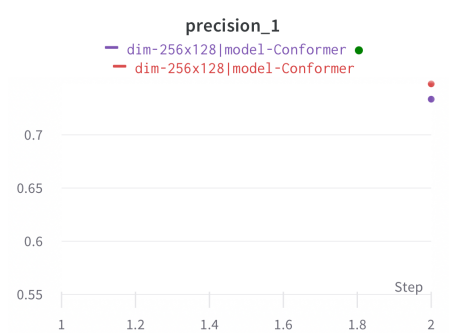 precision_1
dim-256x128|model-Conformer
dim-256x128|model-Conformer
0.7
0.65
0.6
0.55
Step
1 1.2 1.4 1.6 1.8 2